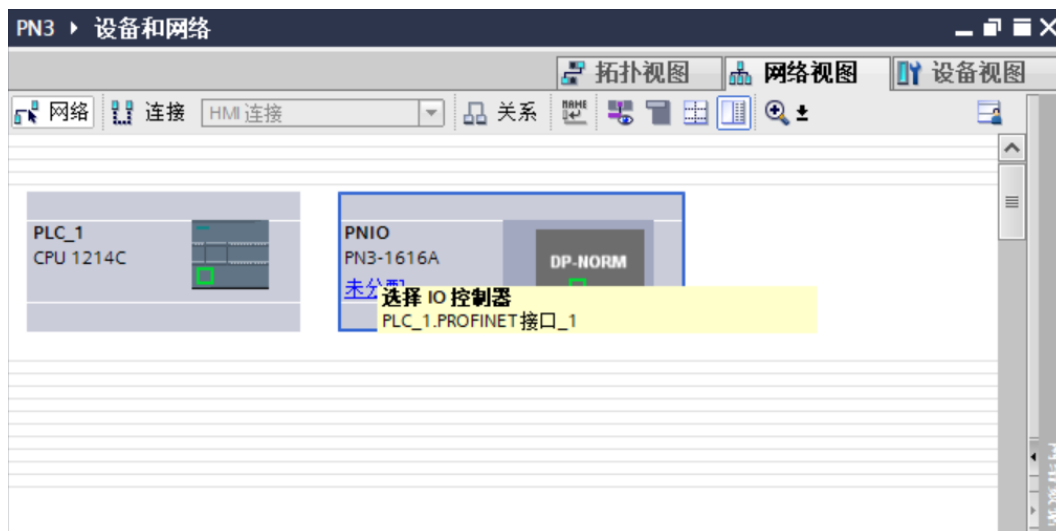 PN3 ▸ 设备和网络
拓扑视图 网络视图 设备视图
网络 连接 HMI 连接 关系 NAME
PLC_1
CPU 1214C
PNIO
PN3-1616A
DP-NORM
选择 IO 控制器
PLC_1.PROFINET接口_1